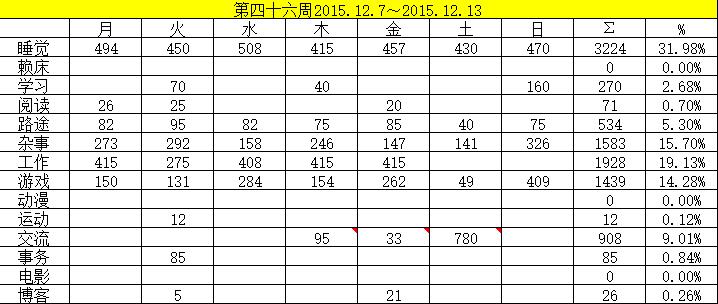 第四十六周2015.12.7～2015.12.13
月 火 水 木 金 土 日 Σ %
睡觉 494 450 508 415 457 430 470 3224 31.98%
赖床 0 0.00%
学习 70 40 160 270 2.68%
阅读 26 25 20 71 0.70%
路途 82 95 82 75 85 40 75 534 5.30%
杂事 273 292 158 246 147 141 326 1583 15.70%
工作 415 275 408 415 415 1928 19.13%
游戏 150 131 284 154 262 49 409 1439 14.28%
动漫 0 0.00%
运动 12 12 0.12%
交流 95 33 780 908 9.01%
事务 85 85 0.84%
电影 0 0.00%
博客 5 21 26 0.26%